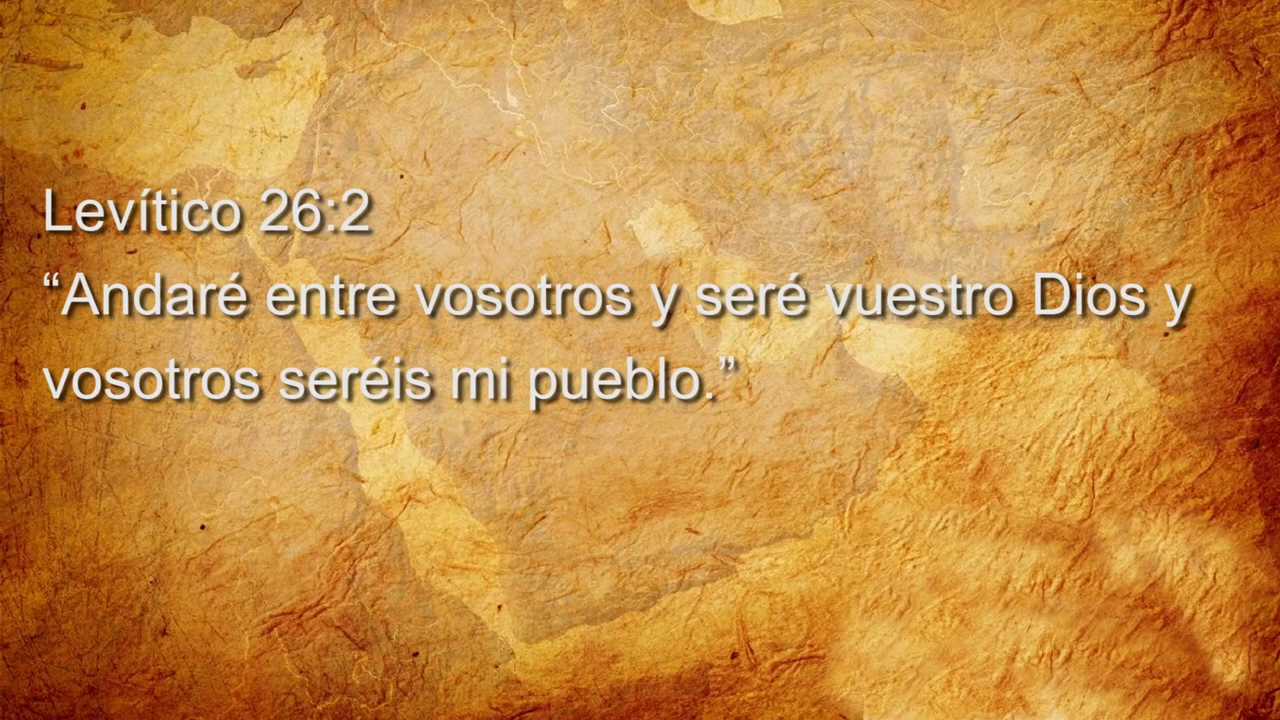 Levítico 26:2
“Andaré entre vosotros y seré vuestro Dios y
vosotros seréis mi pueblo.”